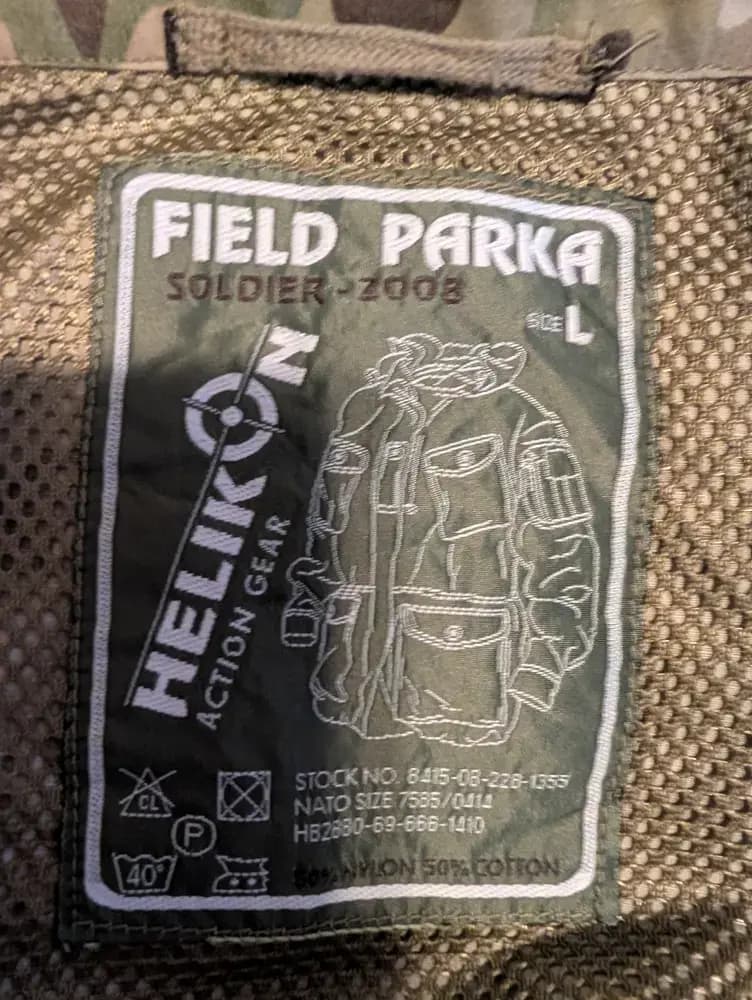 FIELD PARKA
SOLDIER-2008
SIZE L
HELIKON
ACTION GEAR
CL
P
40°
STOCK NO. 8415-08-228-1355
NATO SIZE 7585/0414
HB2880-69-666-1410
50% NYLON 50% COTTON